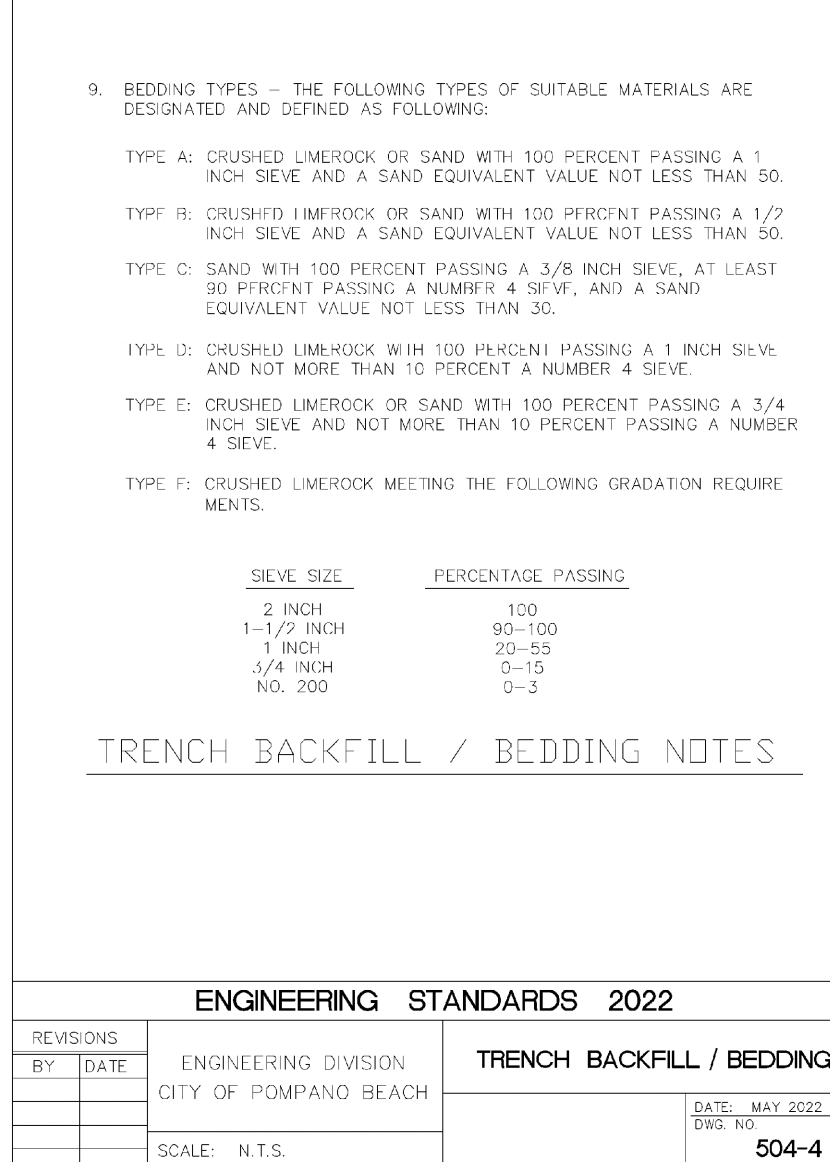 9. BEDDING TYPES – THE FOLLOWING TYPES OF SUITABLE MATERIALS ARE
DESIGNATED AND DEFINED AS FOLLOWING:
TYPE A: CRUSHED LIMEROCK OR SAND WITH 100 PERCENT PASSING A 1
INCH SIEVE AND A SAND EQUIVALENT VALUE NOT LESS THAN 50.
TYPE B: CRUSHED LIMEROCK OR SAND WITH 100 PERCENT PASSING A 1/2
INCH SIEVE AND A SAND EQUIVALENT VALUE NOT LESS THAN 50.
TYPE C: SAND WITH 100 PERCENT PASSING A 3/8 INCH SIEVE, AT LEAST
90 PERCENT PASSING A NUMBER 4 SIEVE, AND A SAND
EQUIVALENT VALUE NOT LESS THAN 30.
TYPE D: CRUSHED LIMEROCK WITH 100 PERCENT PASSING A 1 INCH SIEVE
AND NOT MORE THAN 10 PERCENT A NUMBER 4 SIEVE.
TYPE E: CRUSHED LIMEROCK OR SAND WITH 100 PERCENT PASSING A 3/4
INCH SIEVE AND NOT MORE THAN 10 PERCENT PASSING A NUMBER
4 SIEVE.
TYPE F: CRUSHED LIMEROCK MEETING THE FOLLOWING GRADATION REQUIRE
MENTS.
SIEVE SIZE PERCENTAGE PASSING
2 INCH 100
1–1/2 INCH 90–100
1 INCH 20–55
3/4 INCH 0–15
NO. 200 0–3
TRENCH BACKFILL / BEDDING NOTES
ENGINEERING STANDARDS 2022
REVISIONS
BY DATE
ENGINEERING DIVISION
CITY OF POMPANO BEACH
SCALE: N.T.S.
TRENCH BACKFILL / BEDDING
DATE: MAY 2022
DWG. NO.
504-4